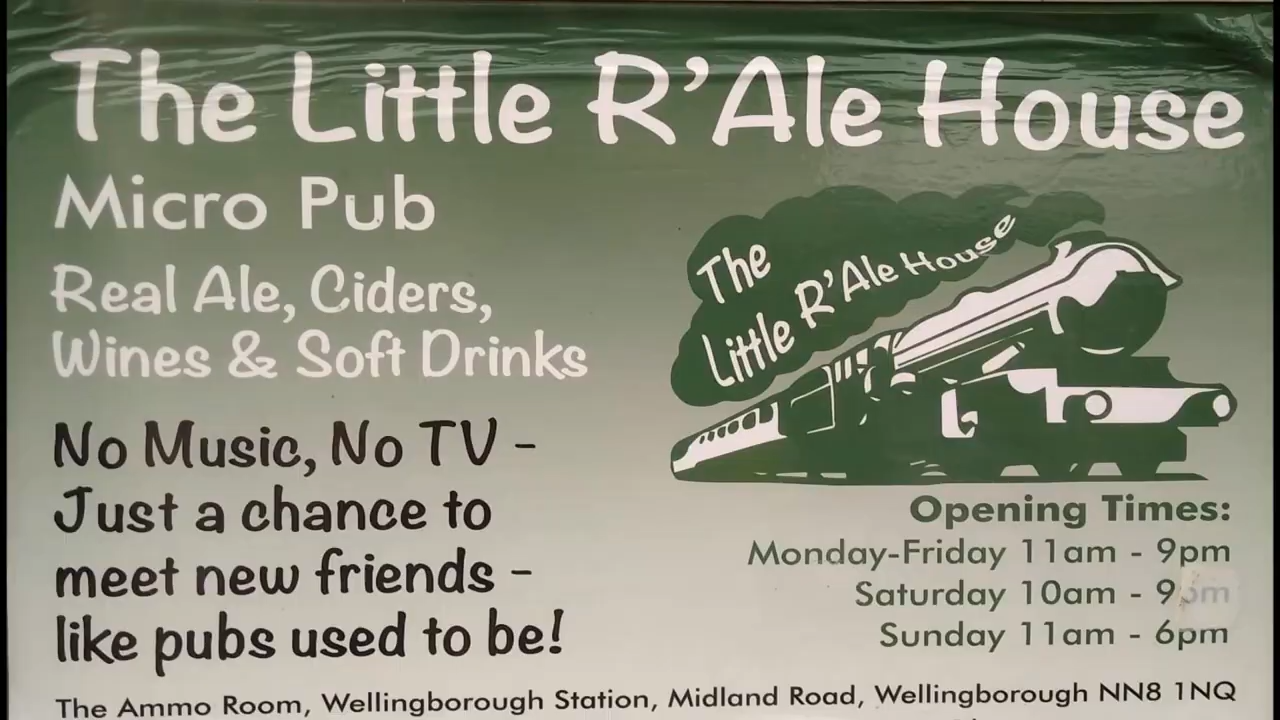 The Little R'Ale House
Micro Pub
Real Ale, Ciders,
Wines & Soft Drinks
The
Little R'Ale House
No Music, No TV -
Just a chance to
meet new friends -
like pubs used to be!
Opening Times:
Monday-Friday 11am - 9pm
Saturday 10am - 9pm
Sunday 11am - 6pm
The Ammo Room, Wellingborough Station, Midland Road, Wellingborough NN8 1NQ